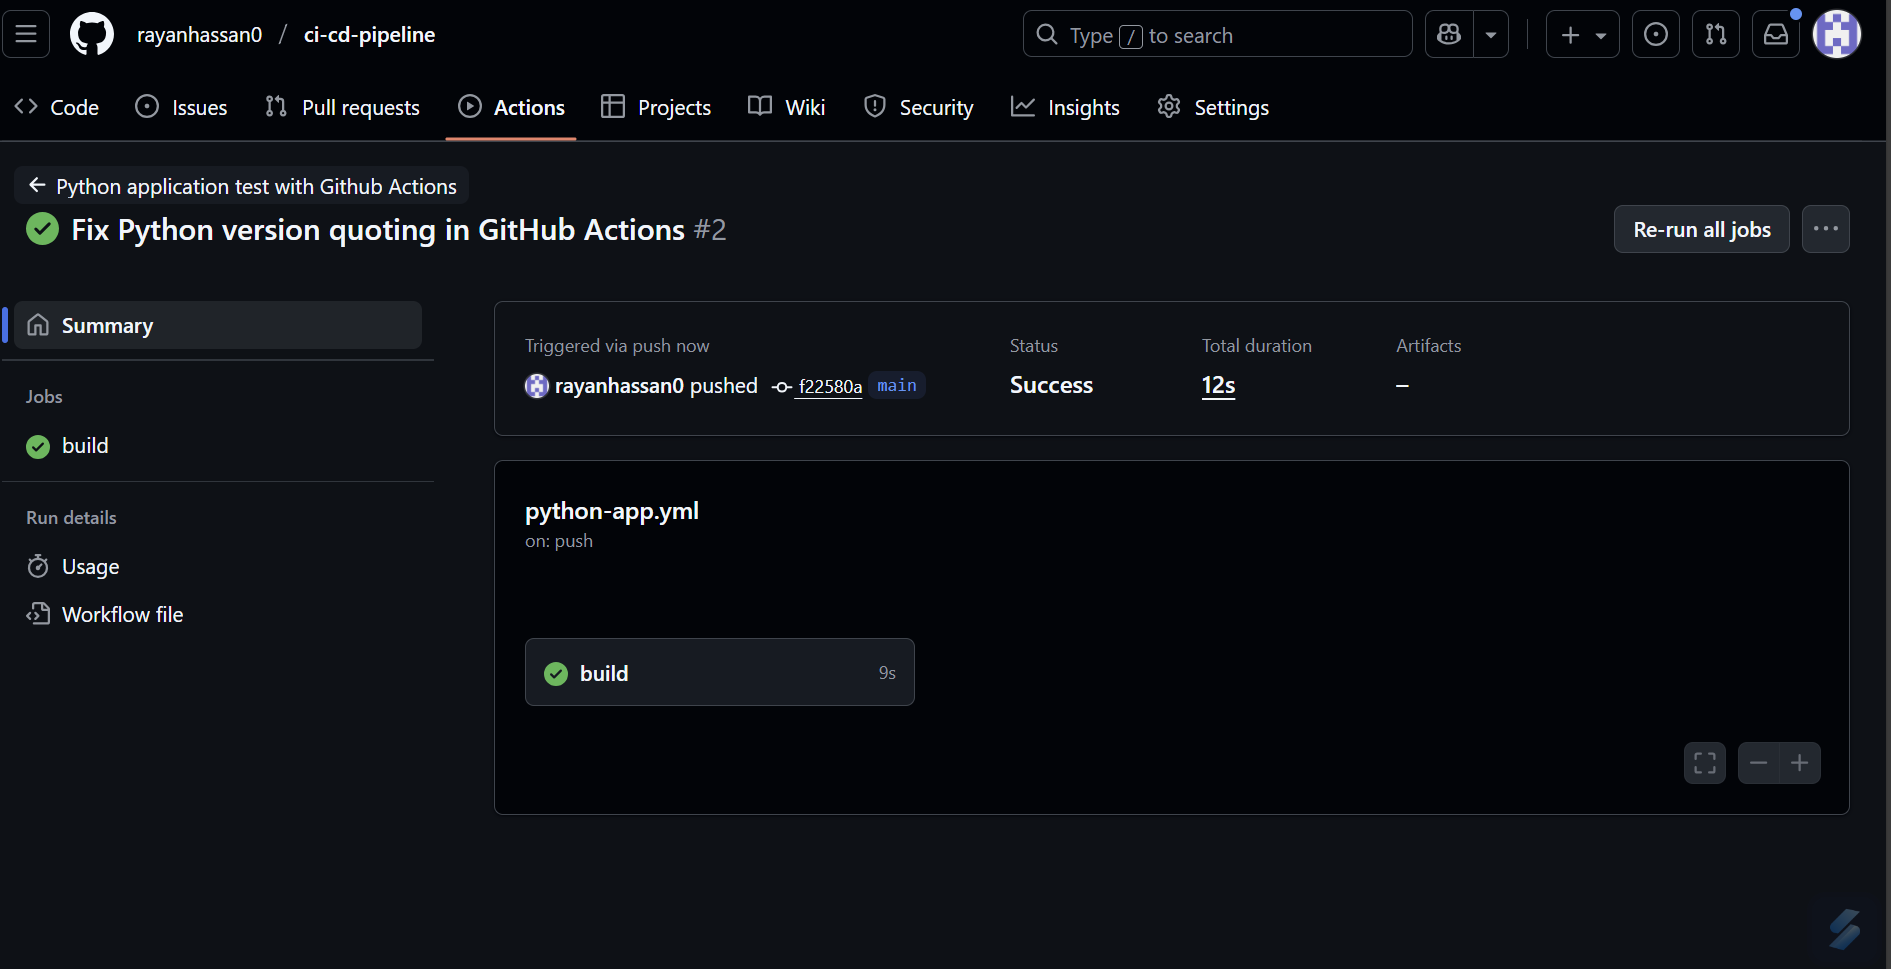 rayanhassan0 / ci-cd-pipeline
Type / to search
Code Issues Pull requests Actions Projects Wiki Security Insights Settings
Python application test with Github Actions
Fix Python version quoting in GitHub Actions #2
Re-run all jobs
Summary
Jobs
build
Run details
Usage
Workflow file
Triggered via push now
rayanhassan0 pushed f22580a main
Status
Success
Total duration
12s
Artifacts
–
python-app.yml
on: push
build 9s